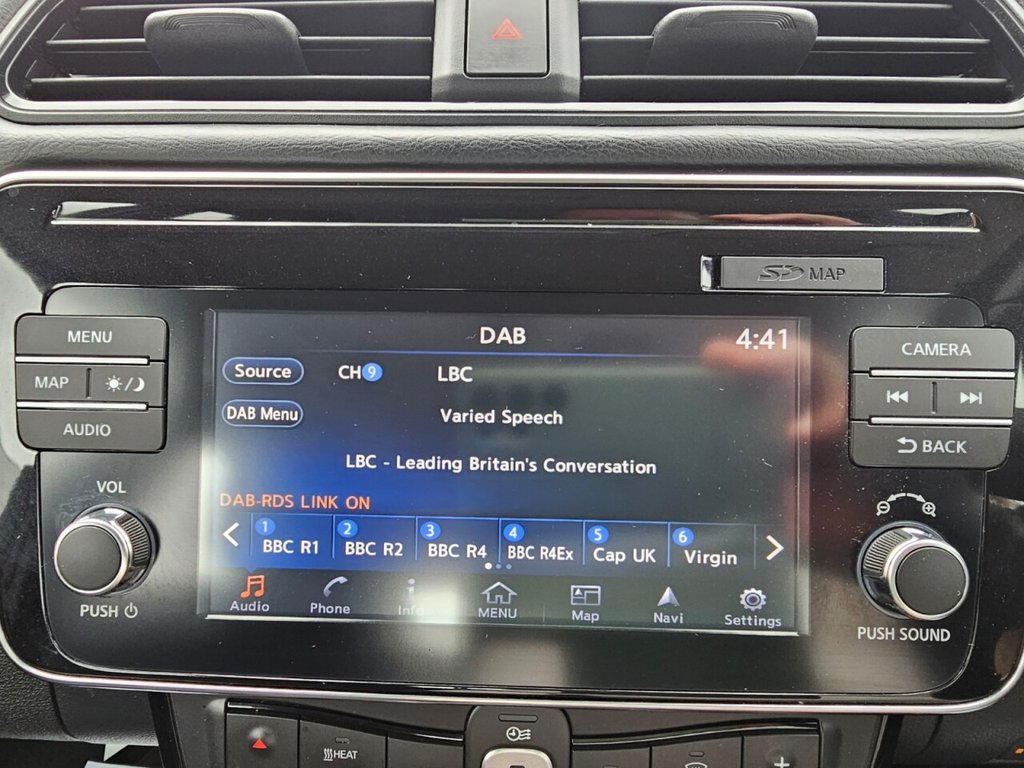 SD MAP
MENU
MAP
AUDIO
VOL
PUSH
DAB 4:41
Source CH 9 LBC
DAB Menu Varied Speech
LBC - Leading Britain's Conversation
DAB-RDS LINK ON
1 BBC R1 2 BBC R2 3 BBC R4 4 BBC R4Ex 5 Cap UK 6 Virgin
Audio Phone Info MENU Map Navi Settings
CAMERA
BACK
PUSH SOUND
HEAT